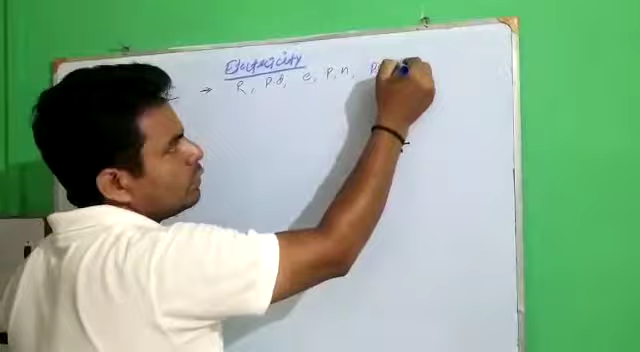 Electricity
→ R, P.d, e, P, n, P